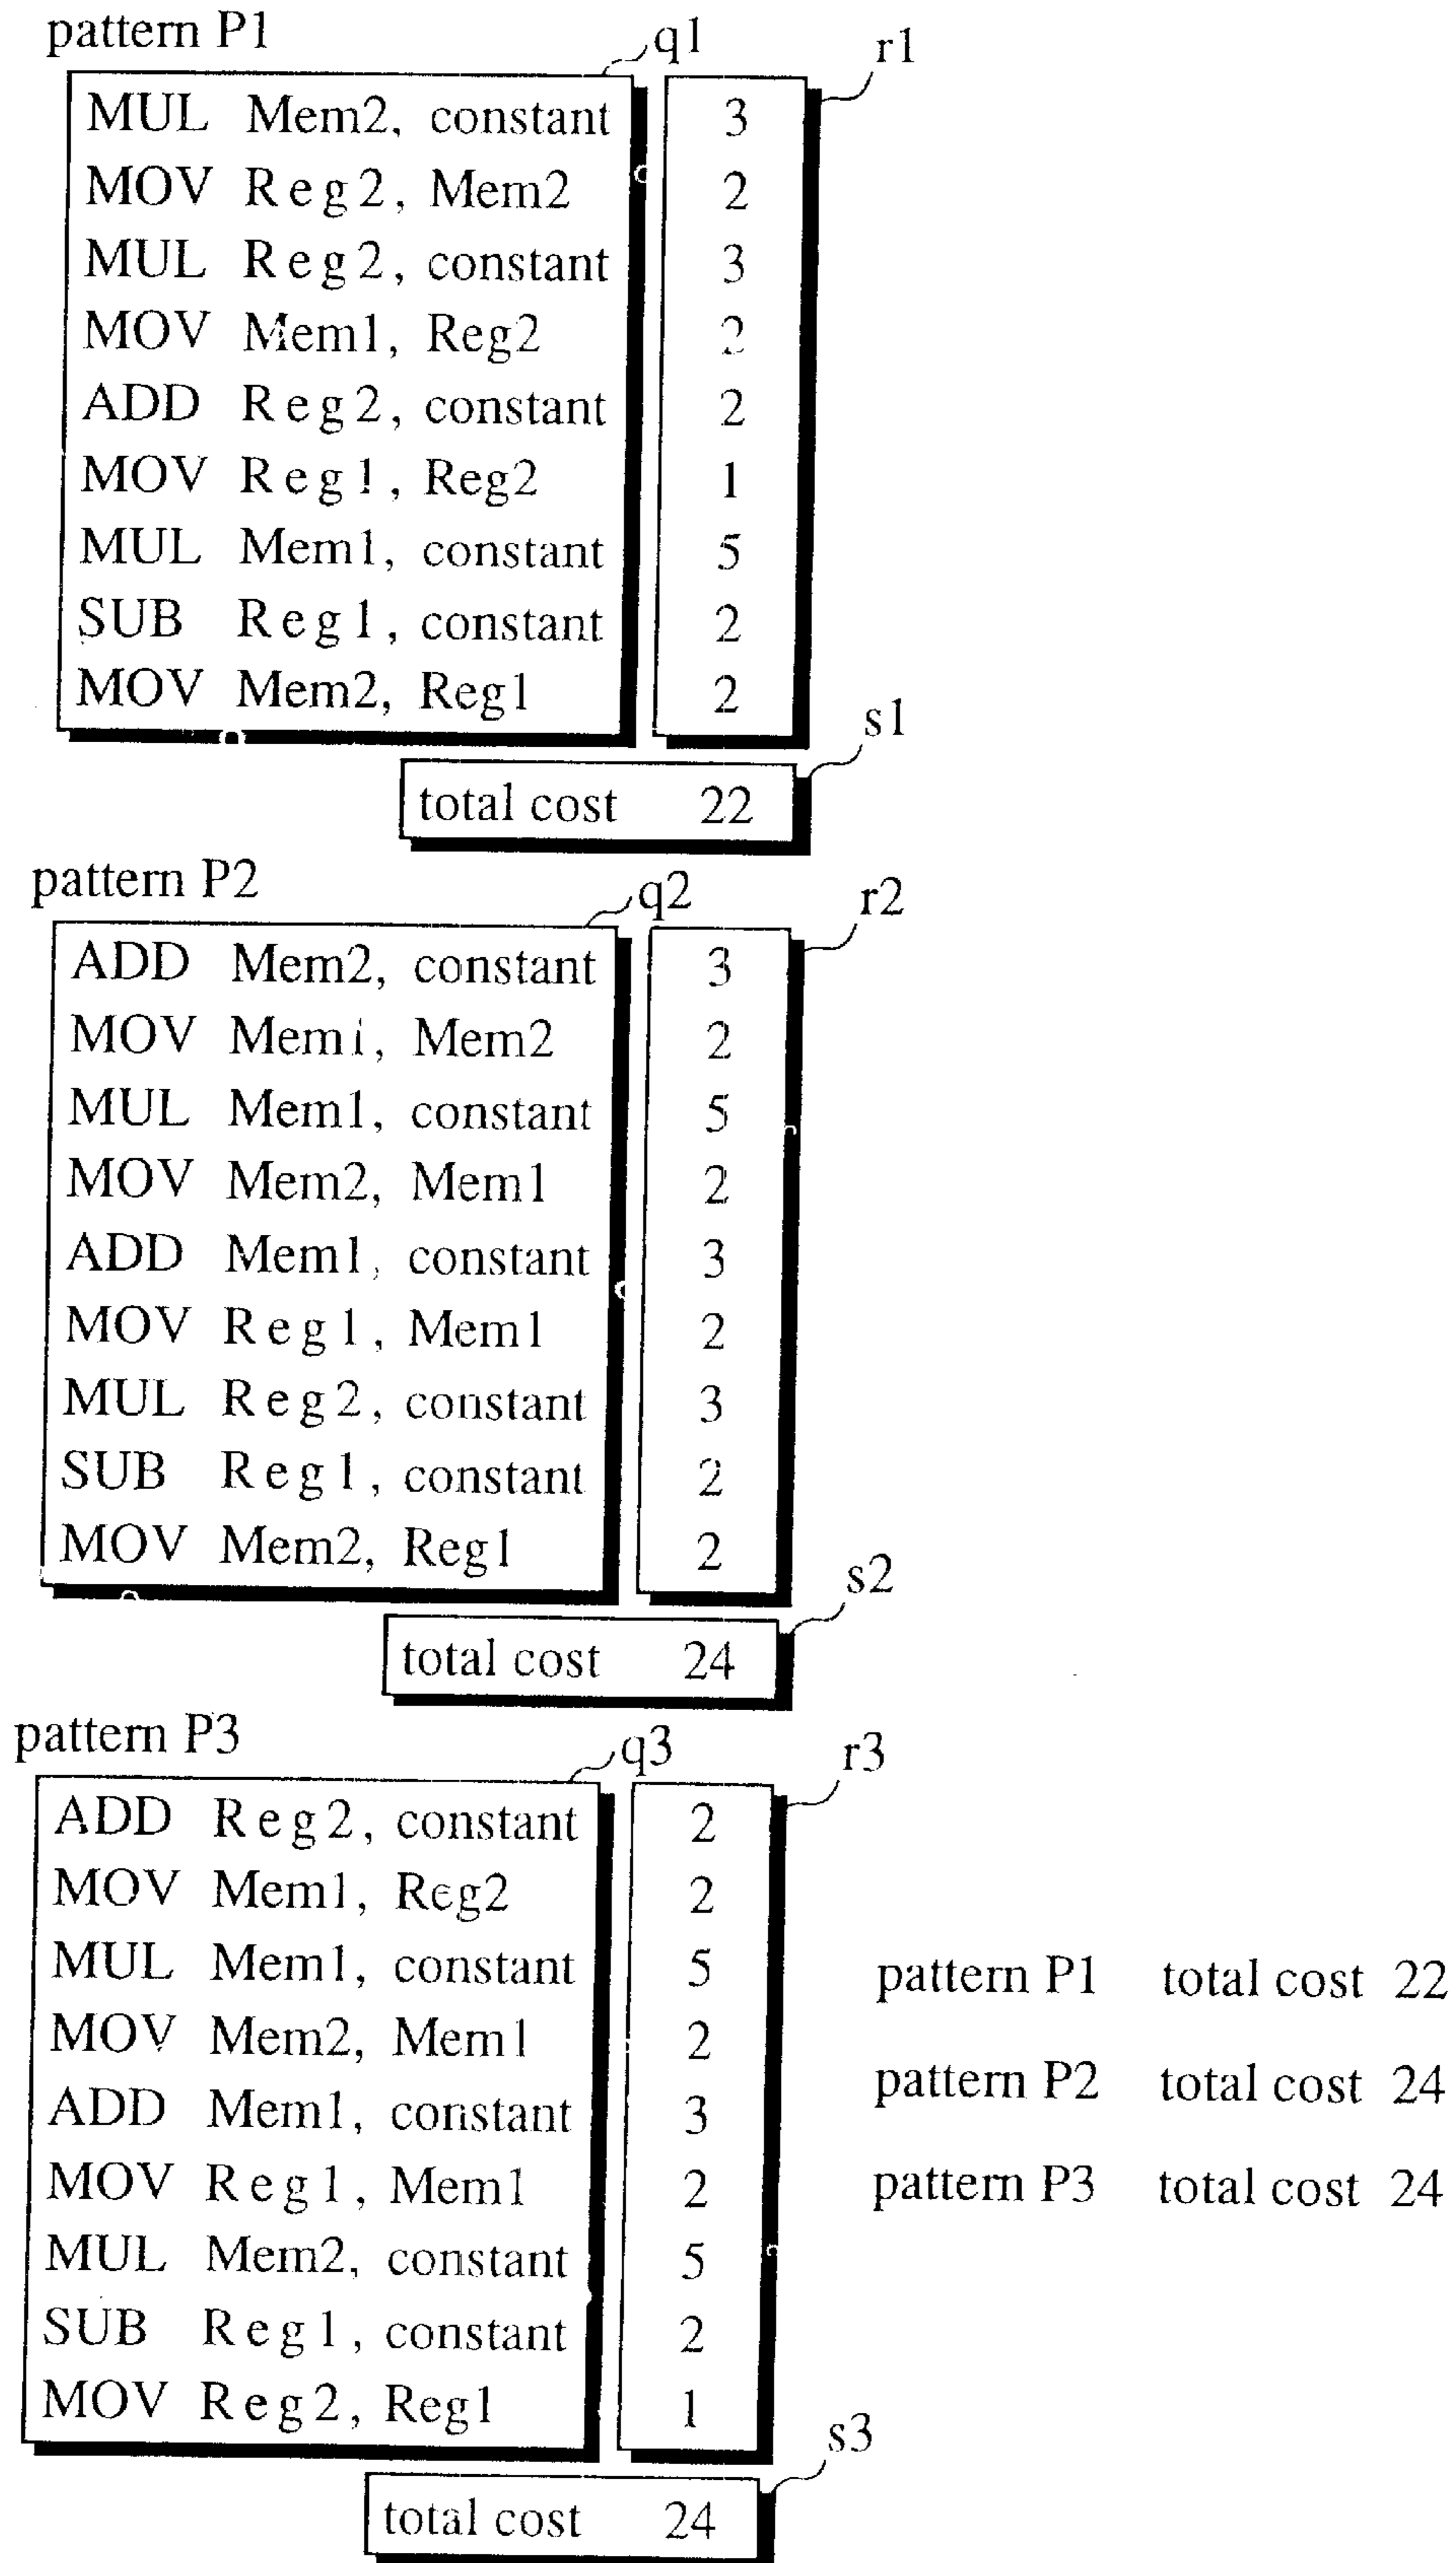 pattern P1
q1
r1
MUL Mem2, constant 3
MOV Reg2, Mem2 2
MUL Reg2, constant 3
MOV Mem1, Reg2 2
ADD Reg2, constant 2
MOV Reg1, Reg2 1
MUL Mem1, constant 5
SUB Reg1, constant 2
MOV Mem2, Reg1 2
s1
total cost 22
pattern P2
q2
r2
ADD Mem2, constant 3
MOV Mem1, Mem2 2
MUL Mem1, constant 5
MOV Mem2, Mem1 2
ADD Mem1, constant 3
MOV Reg1, Mem1 2
MUL Reg2, constant 3
SUB Reg1, constant 2
MOV Mem2, Reg1 2
s2
total cost 24
pattern P3
q3
r3
ADD Reg2, constant 2
MOV Mem1, Reg2 2
MUL Mem1, constant 5
MOV Mem2, Mem1 2
ADD Mem1, constant 3
MOV Reg1, Mem1 2
MUL Mem2, constant 5
SUB Reg1, constant 2
MOV Reg2, Reg1 1
s3
total cost 24
pattern P1 total cost 22
pattern P2 total cost 24
pattern P3 total cost 24